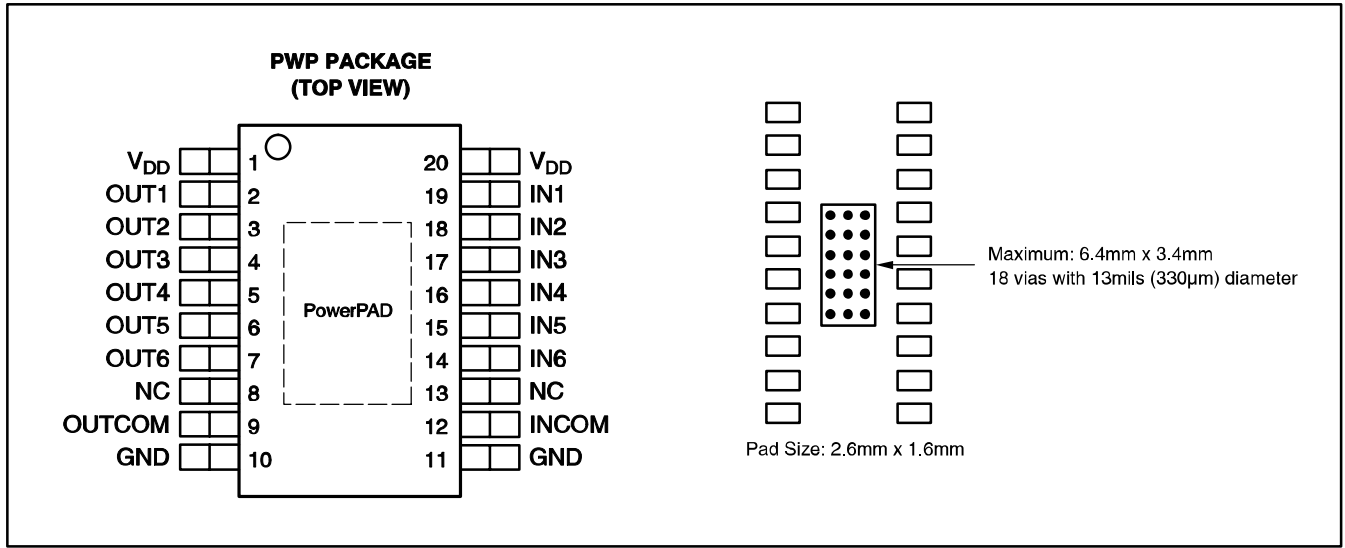 PWP PACKAGE
(TOP VIEW)
VDD 1 20 VDD
OUT1 2 19 IN1
OUT2 3 18 IN2
OUT3 4 17 IN3
OUT4 5 16 IN4
OUT5 6 15 IN5
OUT6 7 14 IN6
NC 8 13 NC
OUTCOM 9 12 INCOM
GND 10 11 GND
PowerPAD
Maximum: 6.4mm x 3.4mm
18 vias with 13mils (330μm) diameter
Pad Size: 2.6mm x 1.6mm